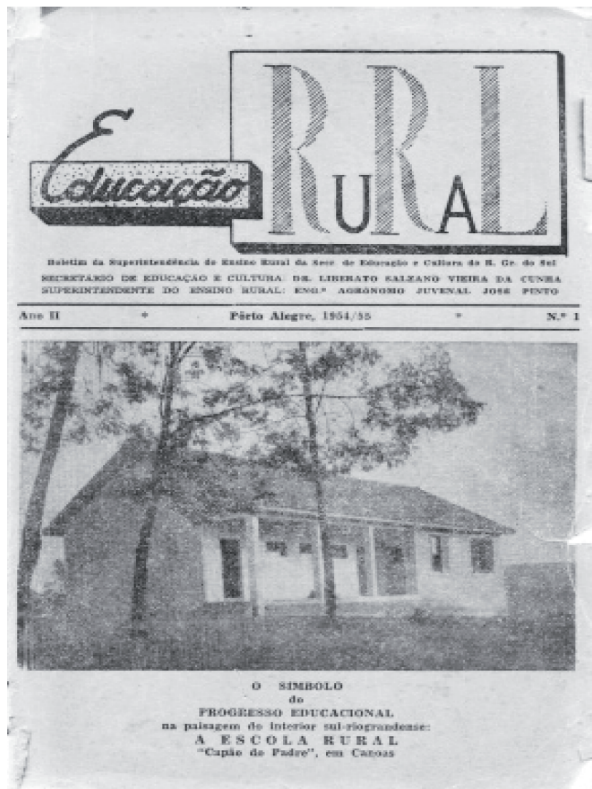 Educação RuRAL
Boletim da Superintendência do Ensino Rural da Secr. de Educação e Cultura do R. Gr. do Sul
SECRETÁRIO DE EDUCAÇÃO E CULTURA: DR. LIBERATO SALZANO VIEIRA DA CUNHA
SUPERINTENDENTE DO ENSINO RURAL: ENG.º AGRÔNOMO JUVENAL JOSÉ PINTO
Ano II * Pôrto Alegre, 1954/55 * N.º 1
O SÍMBOLO
do
PROGRESSO EDUCACIONAL
na paisagem do interior sul-riograndense:
A ESCOLA RURAL
"Capão do Padre", em Canoas